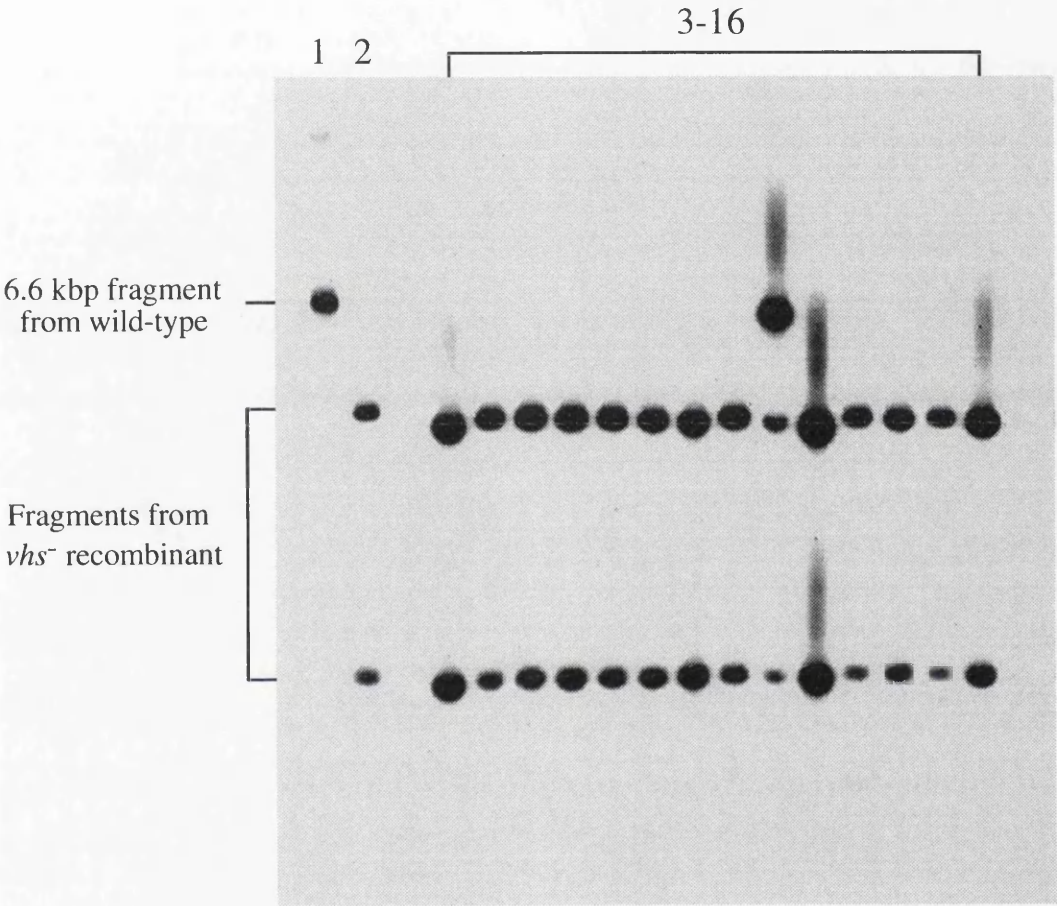 3-16
1 2
6.6 kbp fragment
from wild-type
Fragments from
vhs⁻ recombinant